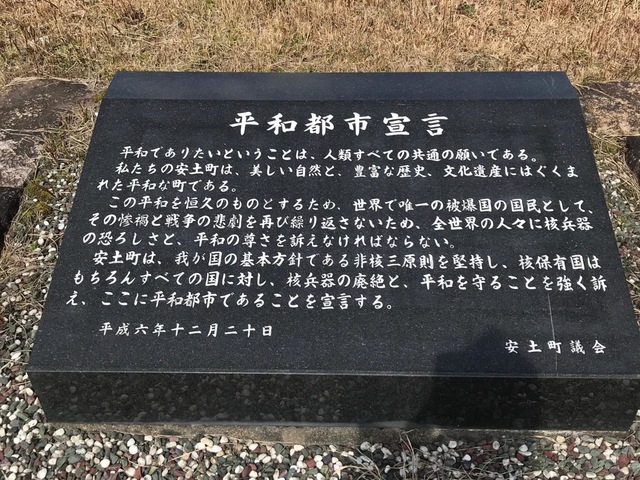 平和都市宣言
平和でありたいということは、人類すべての共通の願いである。
私たちの安土町は、美しい自然と、豊富な歴史、文化遺産にはぐくま
れた平和な町である。
この平和を恒久のものとするため、世界で唯一の被爆国の国民として、
その惨禍と戦争の悲劇を再び繰り返さないため、全世界の人々に核兵器
の恐ろしさと、平和の尊さを訴えなければならない。
安土町は、我が国の基本方針である非核三原則を堅持し、核保有国は
もちろんすべての国に対し、核兵器の廃絶と、平和を守ることを強く訴
え、ここに平和都市であることを宣言する。
平成六年十二月二十日
安土町議会